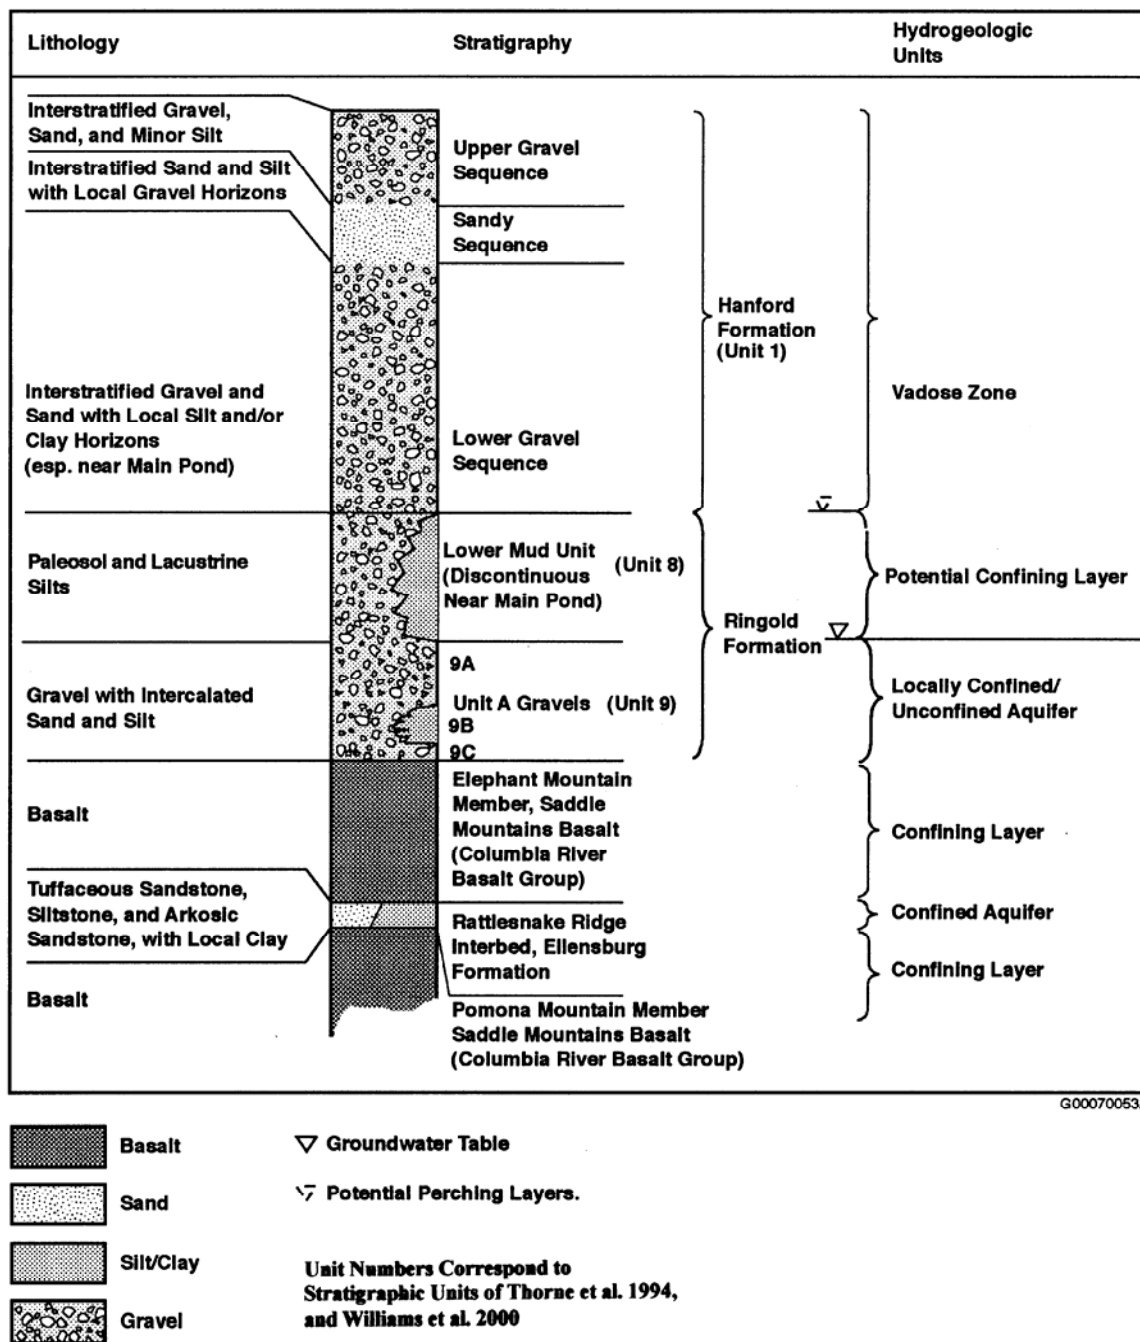 Lithology
Stratigraphy
Hydrogeologic
Units
Interstratified Gravel,
Sand, and Minor Silt
Interstratified Sand and Silt
with Local Gravel Horizons
Upper Gravel
Sequence
Sandy
Sequence
Hanford
Formation
(Unit 1)
Vadose Zone
Interstratified Gravel and
Sand with Local Silt and/or
Clay Horizons
(esp. near Main Pond)
Lower Gravel
Sequence
Paleosol and Lacustrine
Silts
Lower Mud Unit (Unit 8)
(Discontinuous
Near Main Pond)
Potential Confining Layer
Ringold
Formation
Gravel with Intercalated
Sand and Silt
9A
Unit A Gravels (Unit 9)
9B
9C
Locally Confined/
Unconfined Aquifer
Basalt
Elephant Mountain
Member, Saddle
Mountains Basalt
(Columbia River
Basalt Group)
Confining Layer
Tuffaceous Sandstone,
Siltstone, and Arkosic
Sandstone, with Local Clay
Rattlesnake Ridge
Interbed, Ellensburg
Formation
Confined Aquifer
Basalt
Confining Layer
Pomona Mountain Member
Saddle Mountains Basalt
(Columbia River Basalt Group)
G00070053
Basalt
Groundwater Table
Sand
Potential Perching Layers.
Silt/Clay
Gravel
Unit Numbers Correspond to
Stratigraphic Units of Thorne et al. 1994,
and Williams et al. 2000